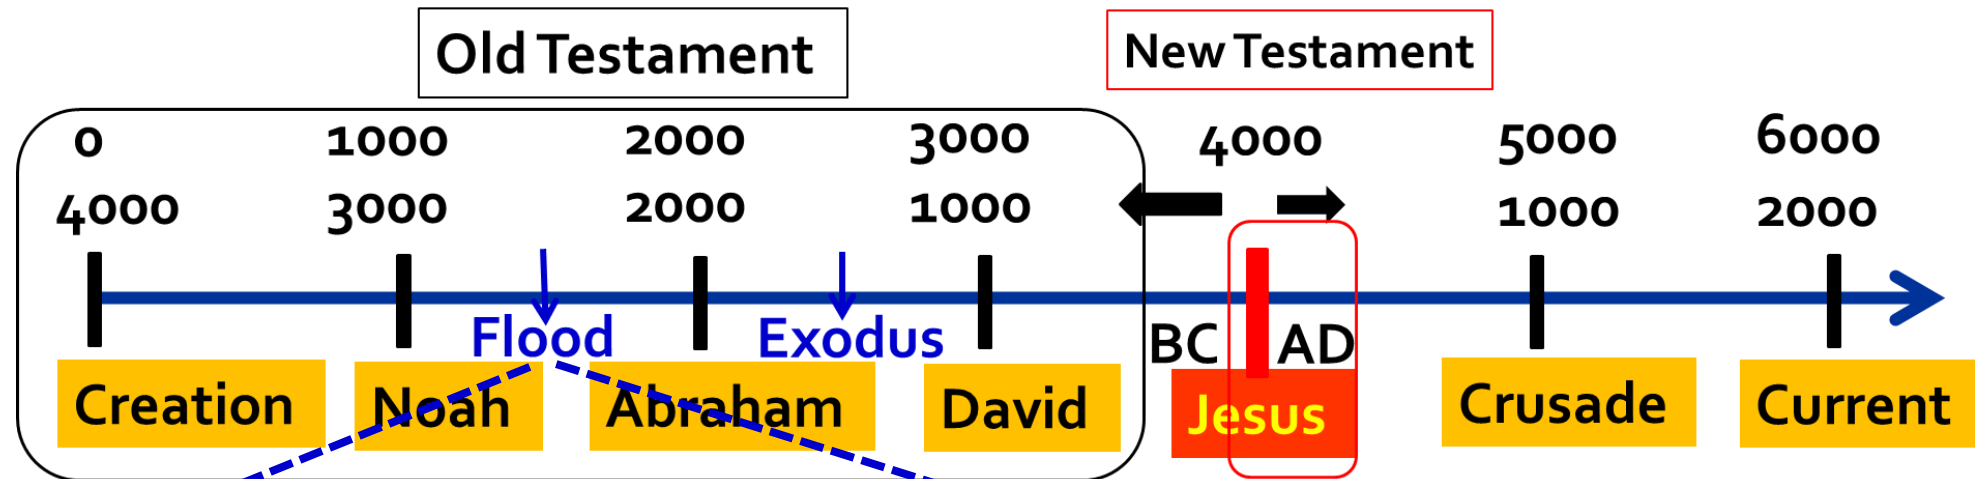 Old Testament
New Testament
0 1000 2000 3000 4000 5000 6000
4000 3000 2000 1000 1000 2000
Flood Exodus BC AD
Creation Noah Abraham David Jesus Crusade Current